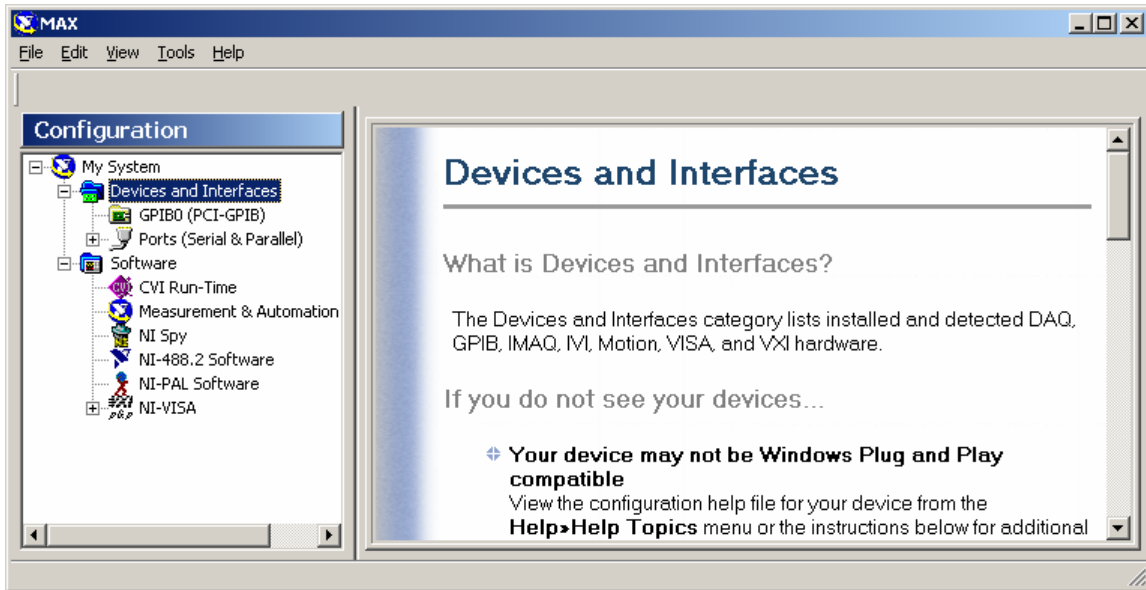 MAX
File Edit View Tools Help
Configuration
My System
Devices and Interfaces
GPIB0 (PCI-GPIB)
Ports (Serial & Parallel)
Software
CVI Run-Time
Measurement & Automation
NI Spy
NI-488.2 Software
NI-PAL Software
NI-VISA
Devices and Interfaces
What is Devices and Interfaces?
The Devices and Interfaces category lists installed and detected DAQ,
GPIB, IMAQ, IVI, Motion, VISA, and VXI hardware.
If you do not see your devices...
Your device may not be Windows Plug and Play
compatible
View the configuration help file for your device from the
Help»Help Topics menu or the instructions below for additional